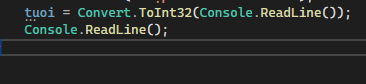 tuoi = Convert.ToInt32(Console.ReadLine());
Console.ReadLine();